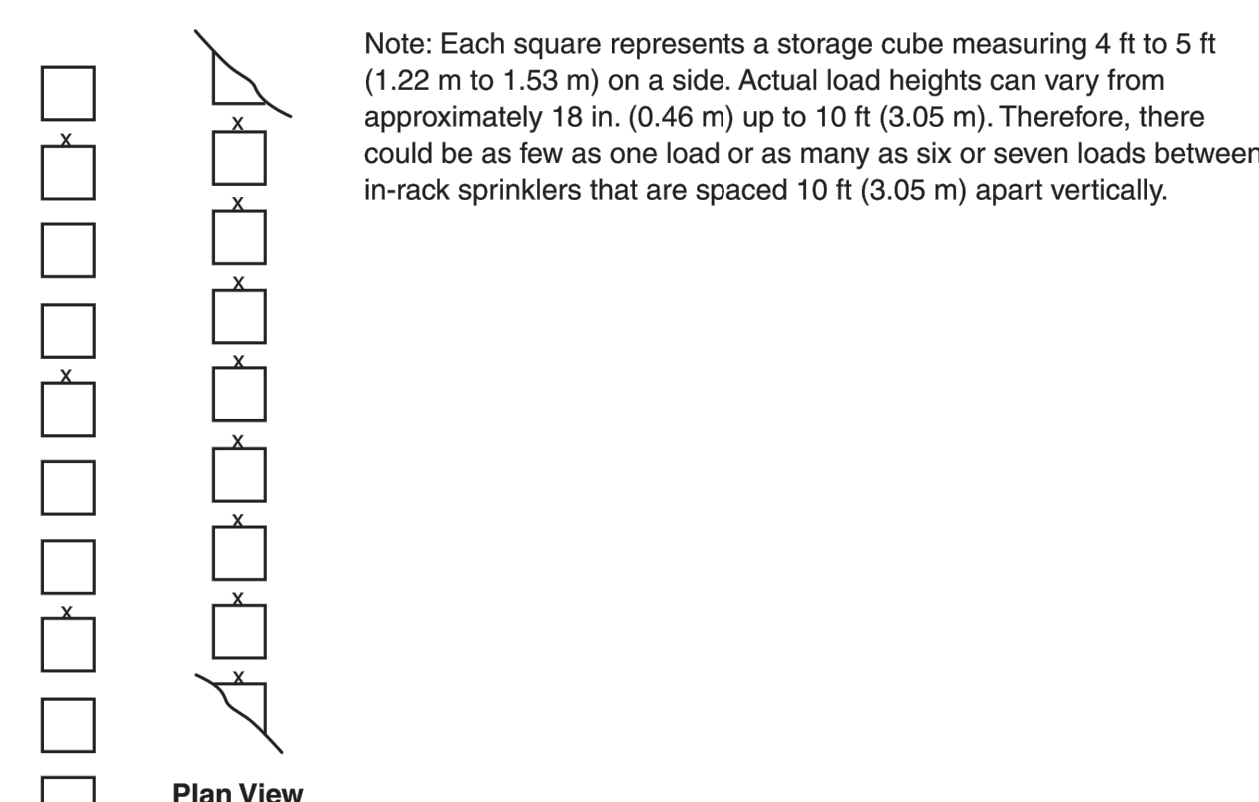 Note: Each square represents a storage cube measuring 4 ft to 5 ft
(1.22 m to 1.53 m) on a side. Actual load heights can vary from
approximately 18 in. (0.46 m) up to 10 ft (3.05 m). Therefore, there
could be as few as one load or as many as six or seven loads between
in-rack sprinklers that are spaced 10 ft (3.05 m) apart vertically.
x
x
x
x
x
x
x
x
x
x
x
Plan View